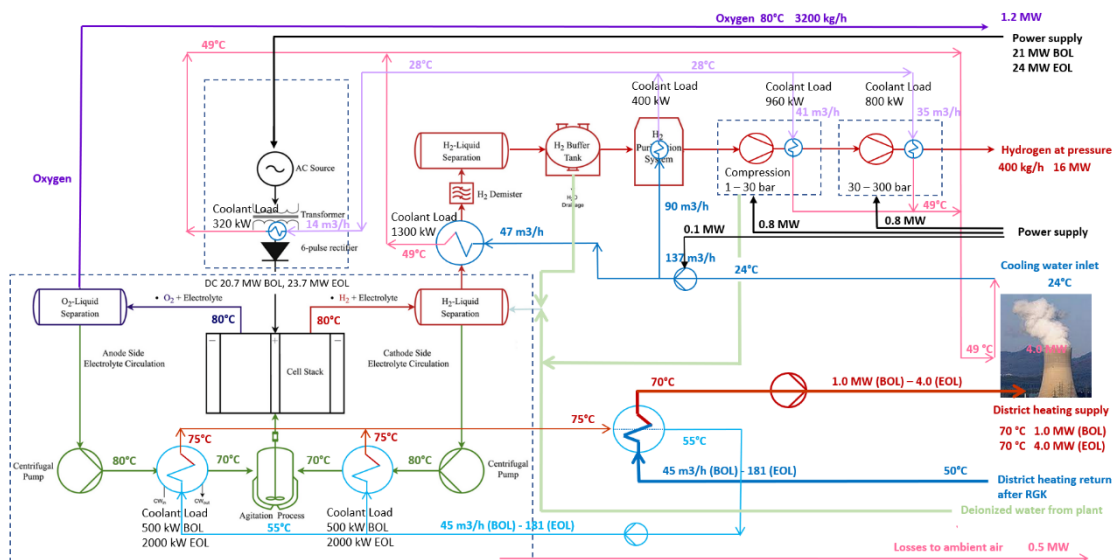 Oxygen 80°C 3200 kg/h
1.2 MW
Power supply
21 MW BOL
24 MW EOL
49°C
28°C
28°C
Coolant Load
400 kW
Coolant Load
960 kW
Coolant Load
800 kW
41 m3/h
35 m3/h
Oxygen
AC Source
Transformer
Coolant Load
320 kW
14 m3/h
6-pulse rectifier
DC 20.7 MW BOL, 23.7 MW EOL
H2-Liquid
Separation
H2 Demister
Coolant Load
1300 kW
49°C
47 m3/h
H2 Buffer
Tank
H2O
Drainage
H2
System
90 m3/h
Compression
1 – 30 bar
30 – 300 bar
49°C
Hydrogen at pressure
400 kg/h 16 MW
0.8 MW
0.8 MW
0.1 MW
Power supply
137 m3/h
24°C
Cooling water inlet
24°C
49 °C
4.0 MW
O2-Liquid
Separation
• O2 + Electrolyte
80°C
• H2 + Electrolyte
80°C
H2-Liquid
Separation
Anode Side
Electrolyte Circulation
Cathode Side
Electrolyte Circulation
− + −
Cell Stack
70°C
1.0 MW (BOL) – 4.0 (EOL)
District heating supply
70 °C 1.0 MW (BOL)
70 °C 4.0 MW (EOL)
75°C
75°C
75°C
55°C
Centrifugal
Pump
80°C
70°C
70°C
80°C
Centrifugal
Pump
CWin
CWout
Agitation Process
45 m3/h (BOL) - 181 (EOL)
50°C
District heating return
after RGK
Coolant Load
500 kW BOL
2000 kW EOL
55°C
Coolant Load
500 kW BOL
2000 kW EOL
45 m3/h (BOL) - 181 (EOL)
Deionized water from plant
Losses to ambient air 0.5 MW